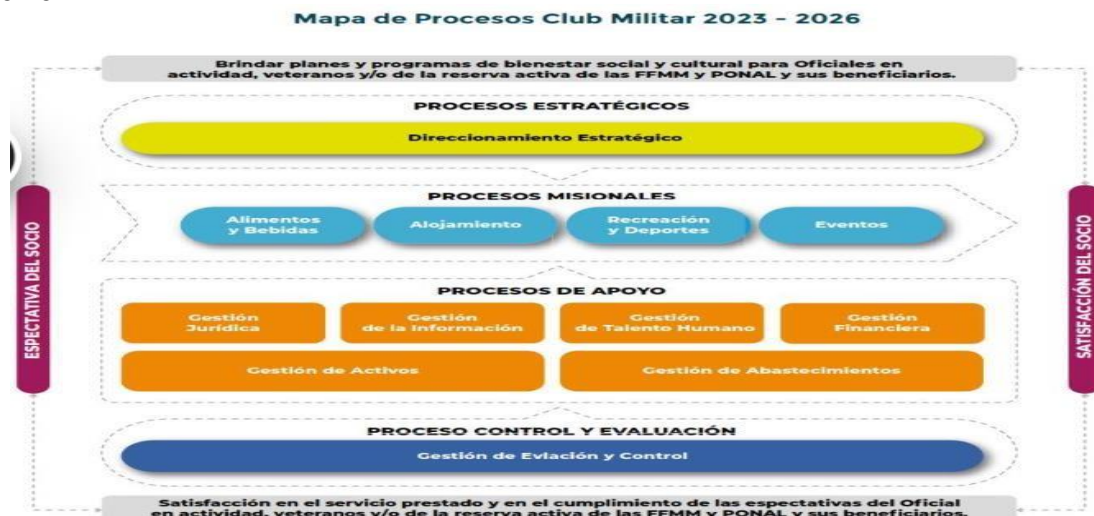 Mapa de Procesos Club Militar 2023 - 2026
Brindar planes y programas de bienestar social y cultural para Oficiales en
actividad, veteranos y/o de la reserva activa de las FFMM y PONAL y sus beneficiarios.
PROCESOS ESTRATÉGICOS
Direccionamiento Estratégico
PROCESOS MISIONALES
Alimentos
y Bebidas
Alojamiento
Recreación
y Deportes
Eventos
ESPECTATIVA DEL SOCIO
SATISFACCIÓN DEL SOCIO
PROCESOS DE APOYO
Gestión
Jurídica
Gestión
de la Información
Gestión
de Talento Humano
Gestión
Financiera
Gestión de Activos
Gestión de Abastecimientos
PROCESO CONTROL Y EVALUACIÓN
Gestión de Evlación y Control
Satisfacción en el servicio prestado y en el cumplimiento de las espectativas del Oficial
en actividad, veteranos y/o de la reserva activa de las FFMM y PONAL y sus beneficiarios.